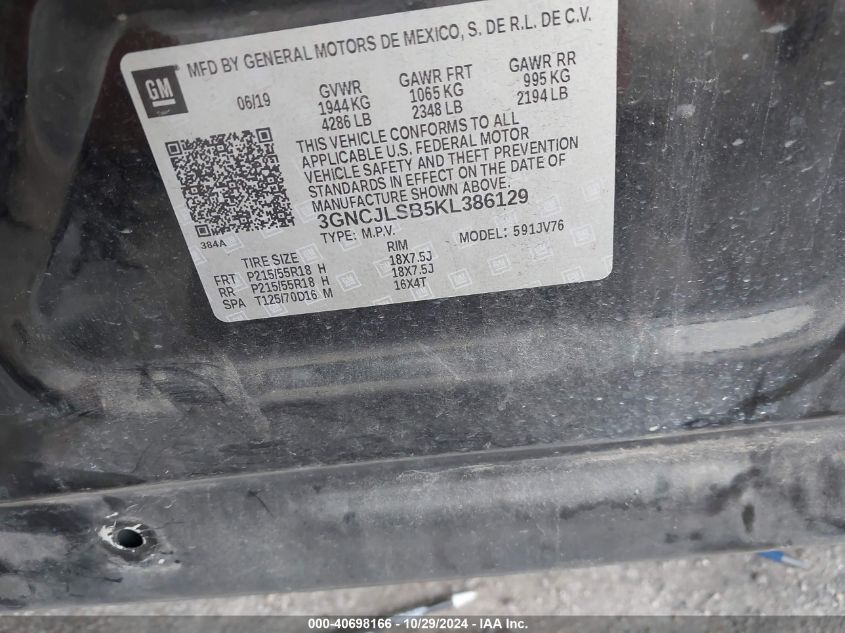 MFD BY GENERAL MOTORS DE MEXICO, S. DE R.L. DE C.V.
GM
06/19 GVWR GAWR FRT GAWR RR
1944 KG 1065 KG 995 KG
4286 LB 2348 LB 2194 LB
THIS VEHICLE CONFORMS TO ALL
APPLICABLE U.S. FEDERAL MOTOR
VEHICLE SAFETY AND THEFT PREVENTION
STANDARDS IN EFFECT ON THE DATE OF
MANUFACTURE SHOWN ABOVE.
3GNCJLSB5KL386129
384A TYPE: M.P.V. MODEL: 591JV76
TIRE SIZE RIM
FRT P215/55R18 H 18X7.5J
RR P215/55R18 H 18X7.5J
SPA T125/70D16 M 16X4T
000-40698166 - 10/29/2024 - IAA Inc.